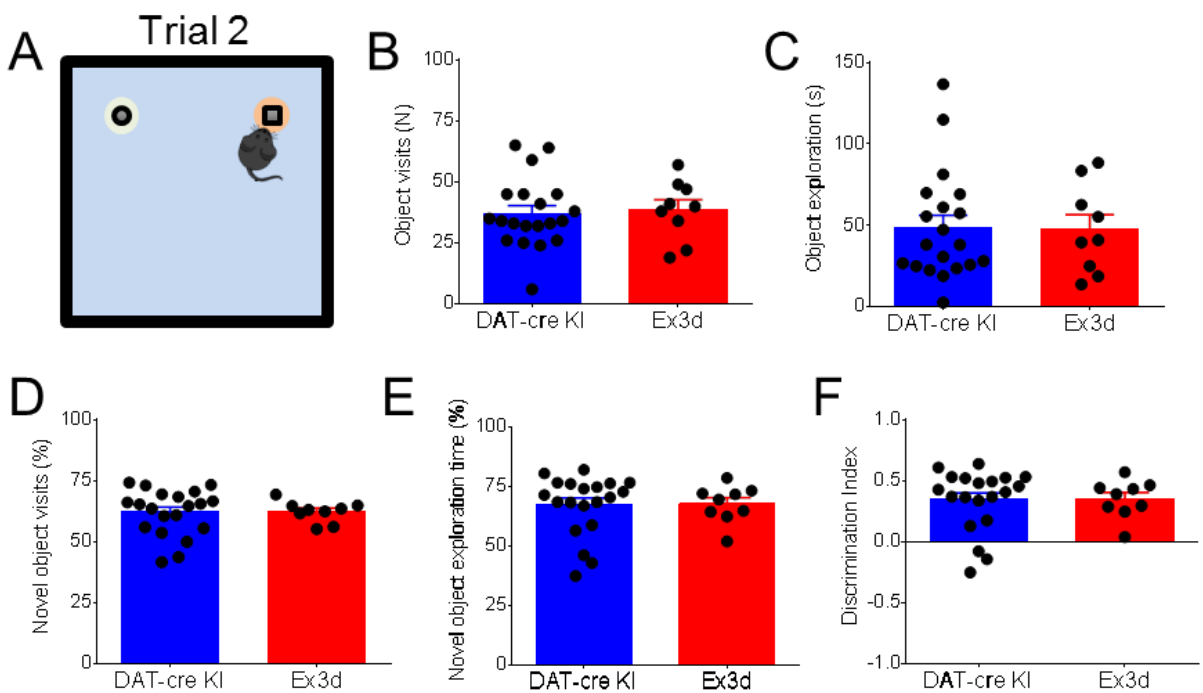 A
Trial 2
B
Object visits (N)
100
75
50
25
0
DAT-cre KI
Ex3d
C
Object exploration (s)
150
100
50
0
DAT-cre KI
Ex3d
D
Novel object visits (%)
100
75
50
25
0
DAT-cre KI
Ex3d
E
Novel object exploration time (%)
100
75
50
25
0
DAT-cre KI
Ex3d
F
Discrimination Index
1.0
0.5
0.0
-0.5
-1.0
DAT-cre KI
Ex3d